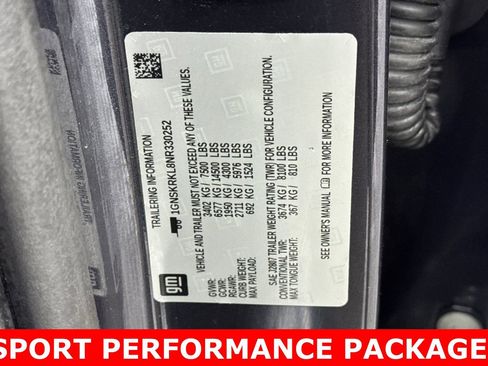 TRAILERING INFORMATION
1GNSKRKL8NR330252
VEHICLE AND TRAILER MUST NOT EXCEED ANY OF THESE VALUES.
GVWR: 3402 KG / 7500 LBS
GCWR: 6577 KG / 14500 LBS
RGAWR: 1950 KG / 4300 LBS
CURB WEIGHT: 2711 KG / 5976 LBS
MAX PAYLOAD: 692 KG / 1524 LBS
SAE J2807 TRAILER WEIGHT RATING (TWR) FOR VEHICLE CONFIGURATION.
CONVENTIONAL TWR: 3674 KG / 8100 LBS
MAX TONGUE WEIGHT: 367 KG / 810 LBS
SEE OWNER'S MANUAL FOR MORE INFORMATION
gm
SPORT PERFORMANCE PACKAGE